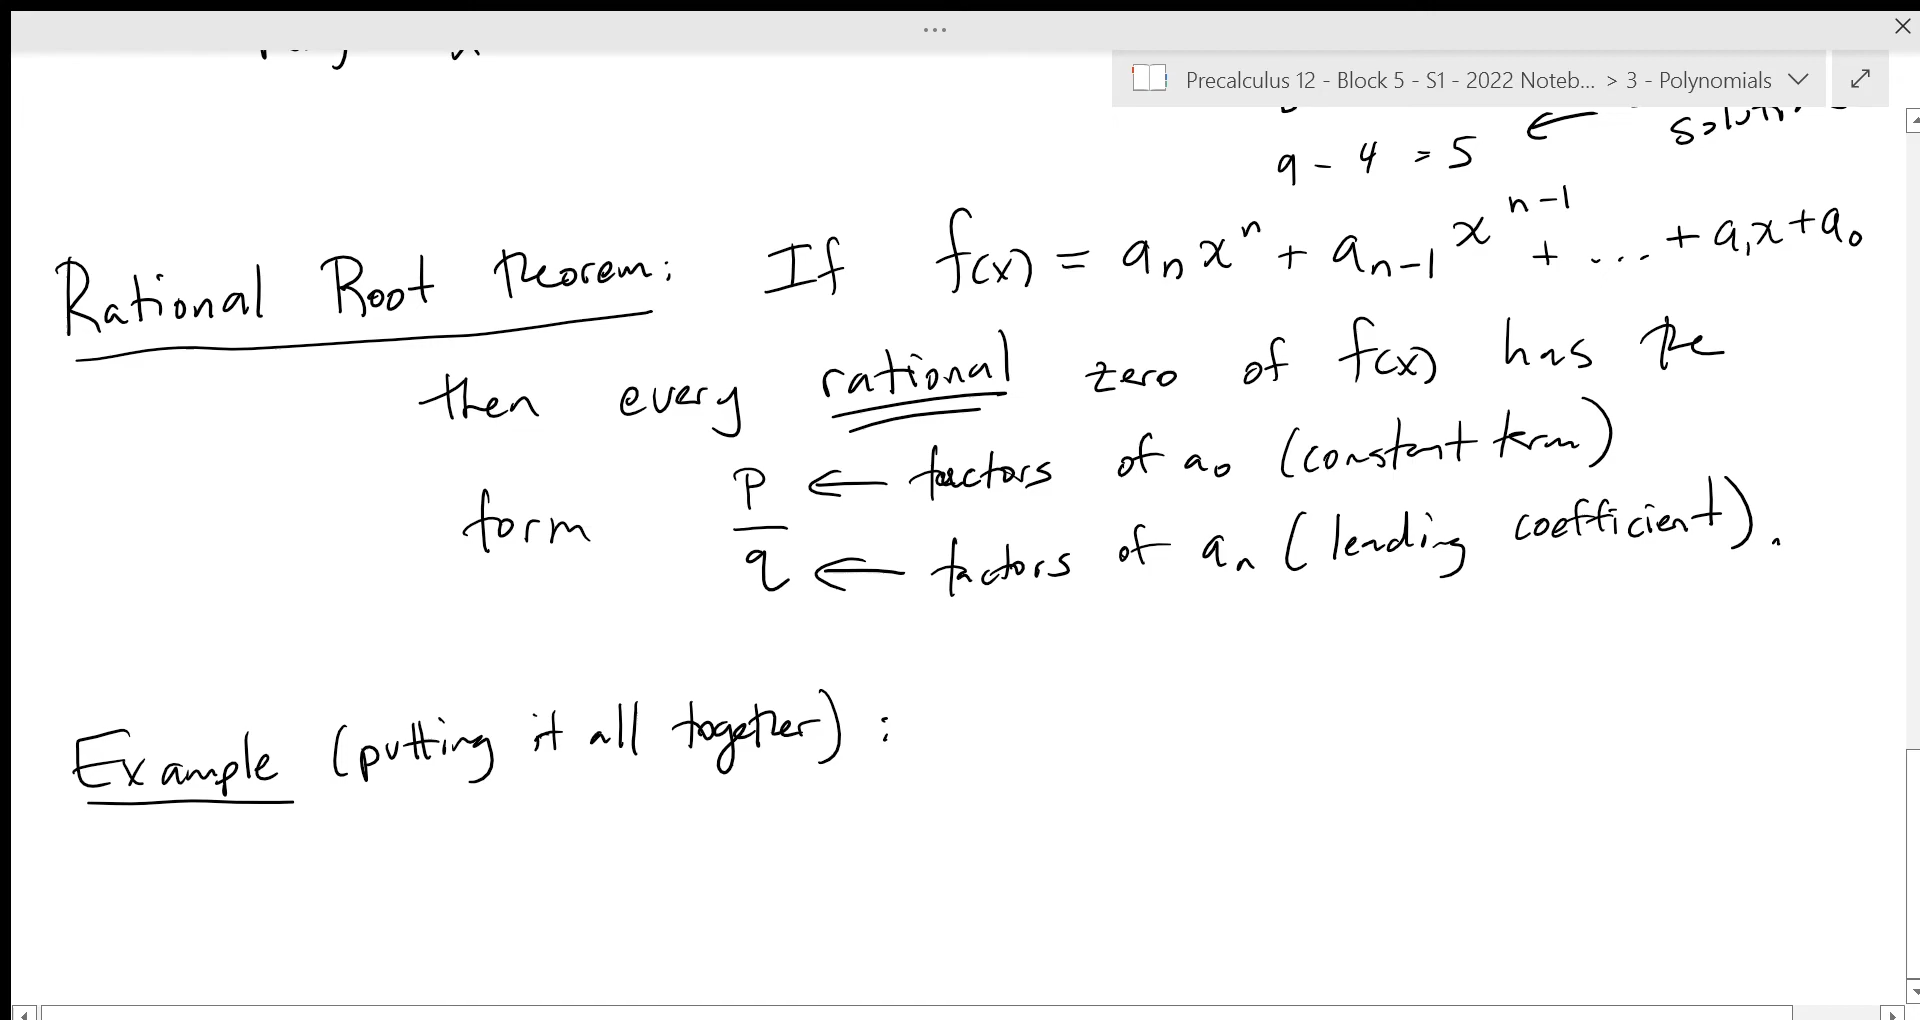 ...
Precalculus 12 - Block 5 - S1 - 2022 Noteb... > 3 - Polynomials
9 - 4 = 5 ←
Rational Root theorem: If f(x) = aₙxⁿ + aₙ₋₁xⁿ⁻¹ + ... + a₁x + a₀
then every rational zero of f(x) has the
form p/q
p ← factors of a₀ (constant term)
q ← factors of aₙ (leading coefficient).
Example (putting it all together) :